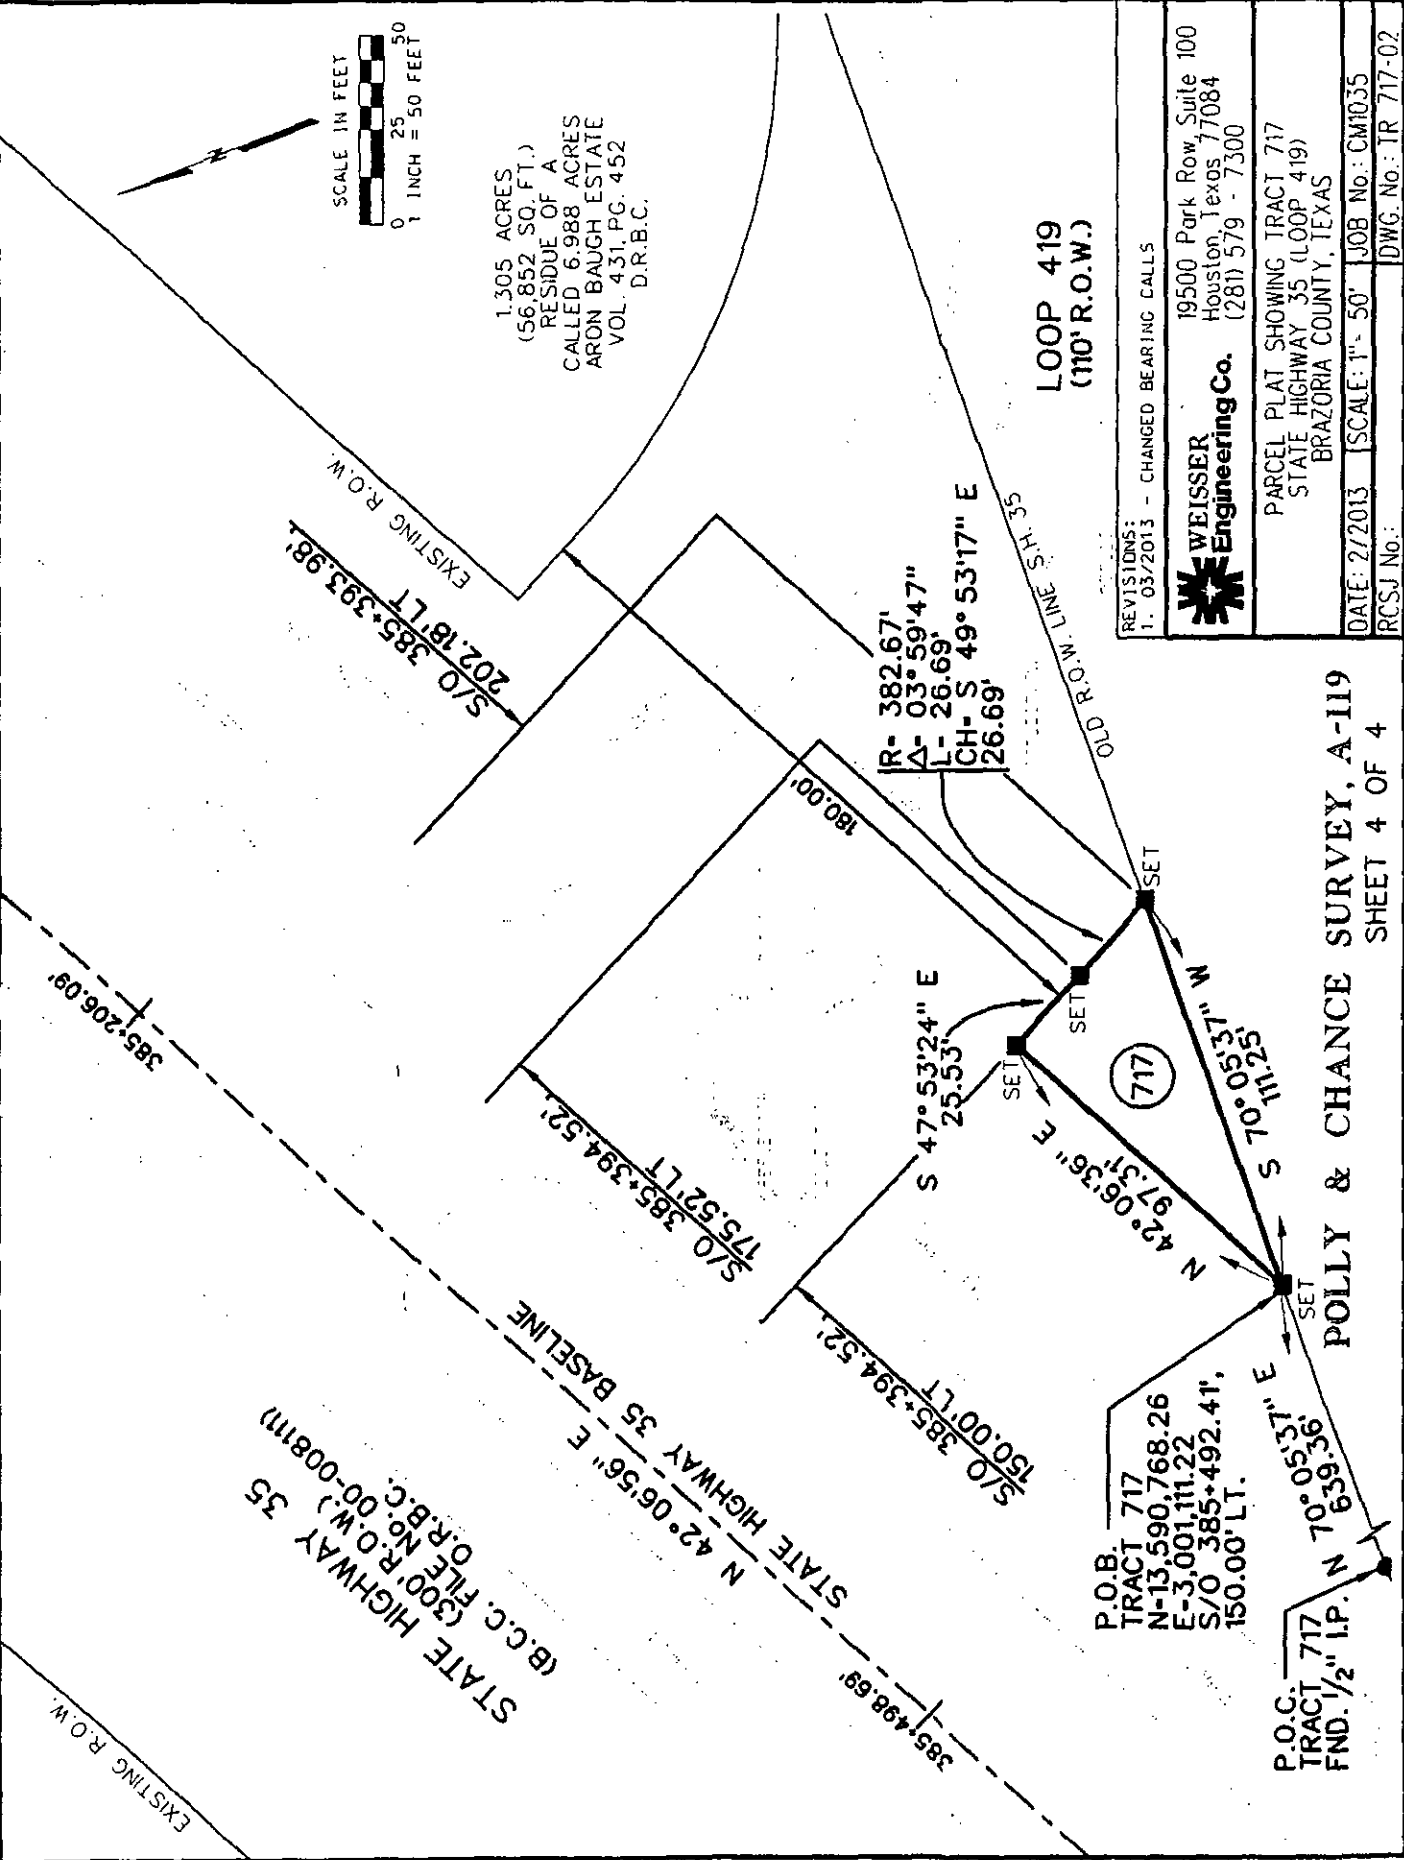 SCALE IN FEET
0 25 50
1 INCH = 50 FEET
N
1.305 ACRES
(56,852 SQ. FT.)
RESIDUE OF A
CALLED 6.988 ACRES
ARON BAUGH ESTATE
VOL. 431, PG. 452
D.R.B.C.
EXISTING R.O.W.
S/O 385+393.98',
202.18' LT
385+206.09'
180.00'
R= 382.67'
Δ= 03° 59'47"
L= 26.69'
CH= S 49° 53'17" E
26.69'
LOOP 419
(110' R.O.W.)
OLD R.O.W. LINE S.H. 35
S/O 385+394.52',
175.52' LT
S 47° 53'24" E
25.53'
SET
SET
SET
SET
717
N 42° 06'36" E
97.31'
S 70° 05'37" W
111.25'
S/O 385+394.52',
150.00' LT
STATE HIGHWAY 35 BASELINE
N 42° 06'56" E
STATE HIGHWAY 35
(300' R.O.W.)
(B.C.C. FILE No. 00-008111)
O.R.B.C.
EXISTING R.O.W.
385+498.69'
P.O.B.
TRACT 717
N=13,590,768.26
E=3,001,111.22
S/O 385+492.41',
150.00' LT.
P.O.C.
TRACT 717
FND. 1/2" I.P.
N 70° 05'37" E
639.36'
POLLY & CHANCE SURVEY, A-119
SHEET 4 OF 4
REVISIONS:
1. 03/2013 - CHANGED BEARING CALLS
WEISSER
Engineering Co.
19500 Park Row, Suite 100
Houston, Texas 77084
(281) 579 - 7300
PARCEL PLAT SHOWING TRACT 717
STATE HIGHWAY 35 (LOOP 419)
BRAZORIA COUNTY, TEXAS
DATE: 2/2013 SCALE: 1"= 50' JOB No.: CM1035
RCSJ No.: DWG. No.: TR 717-02